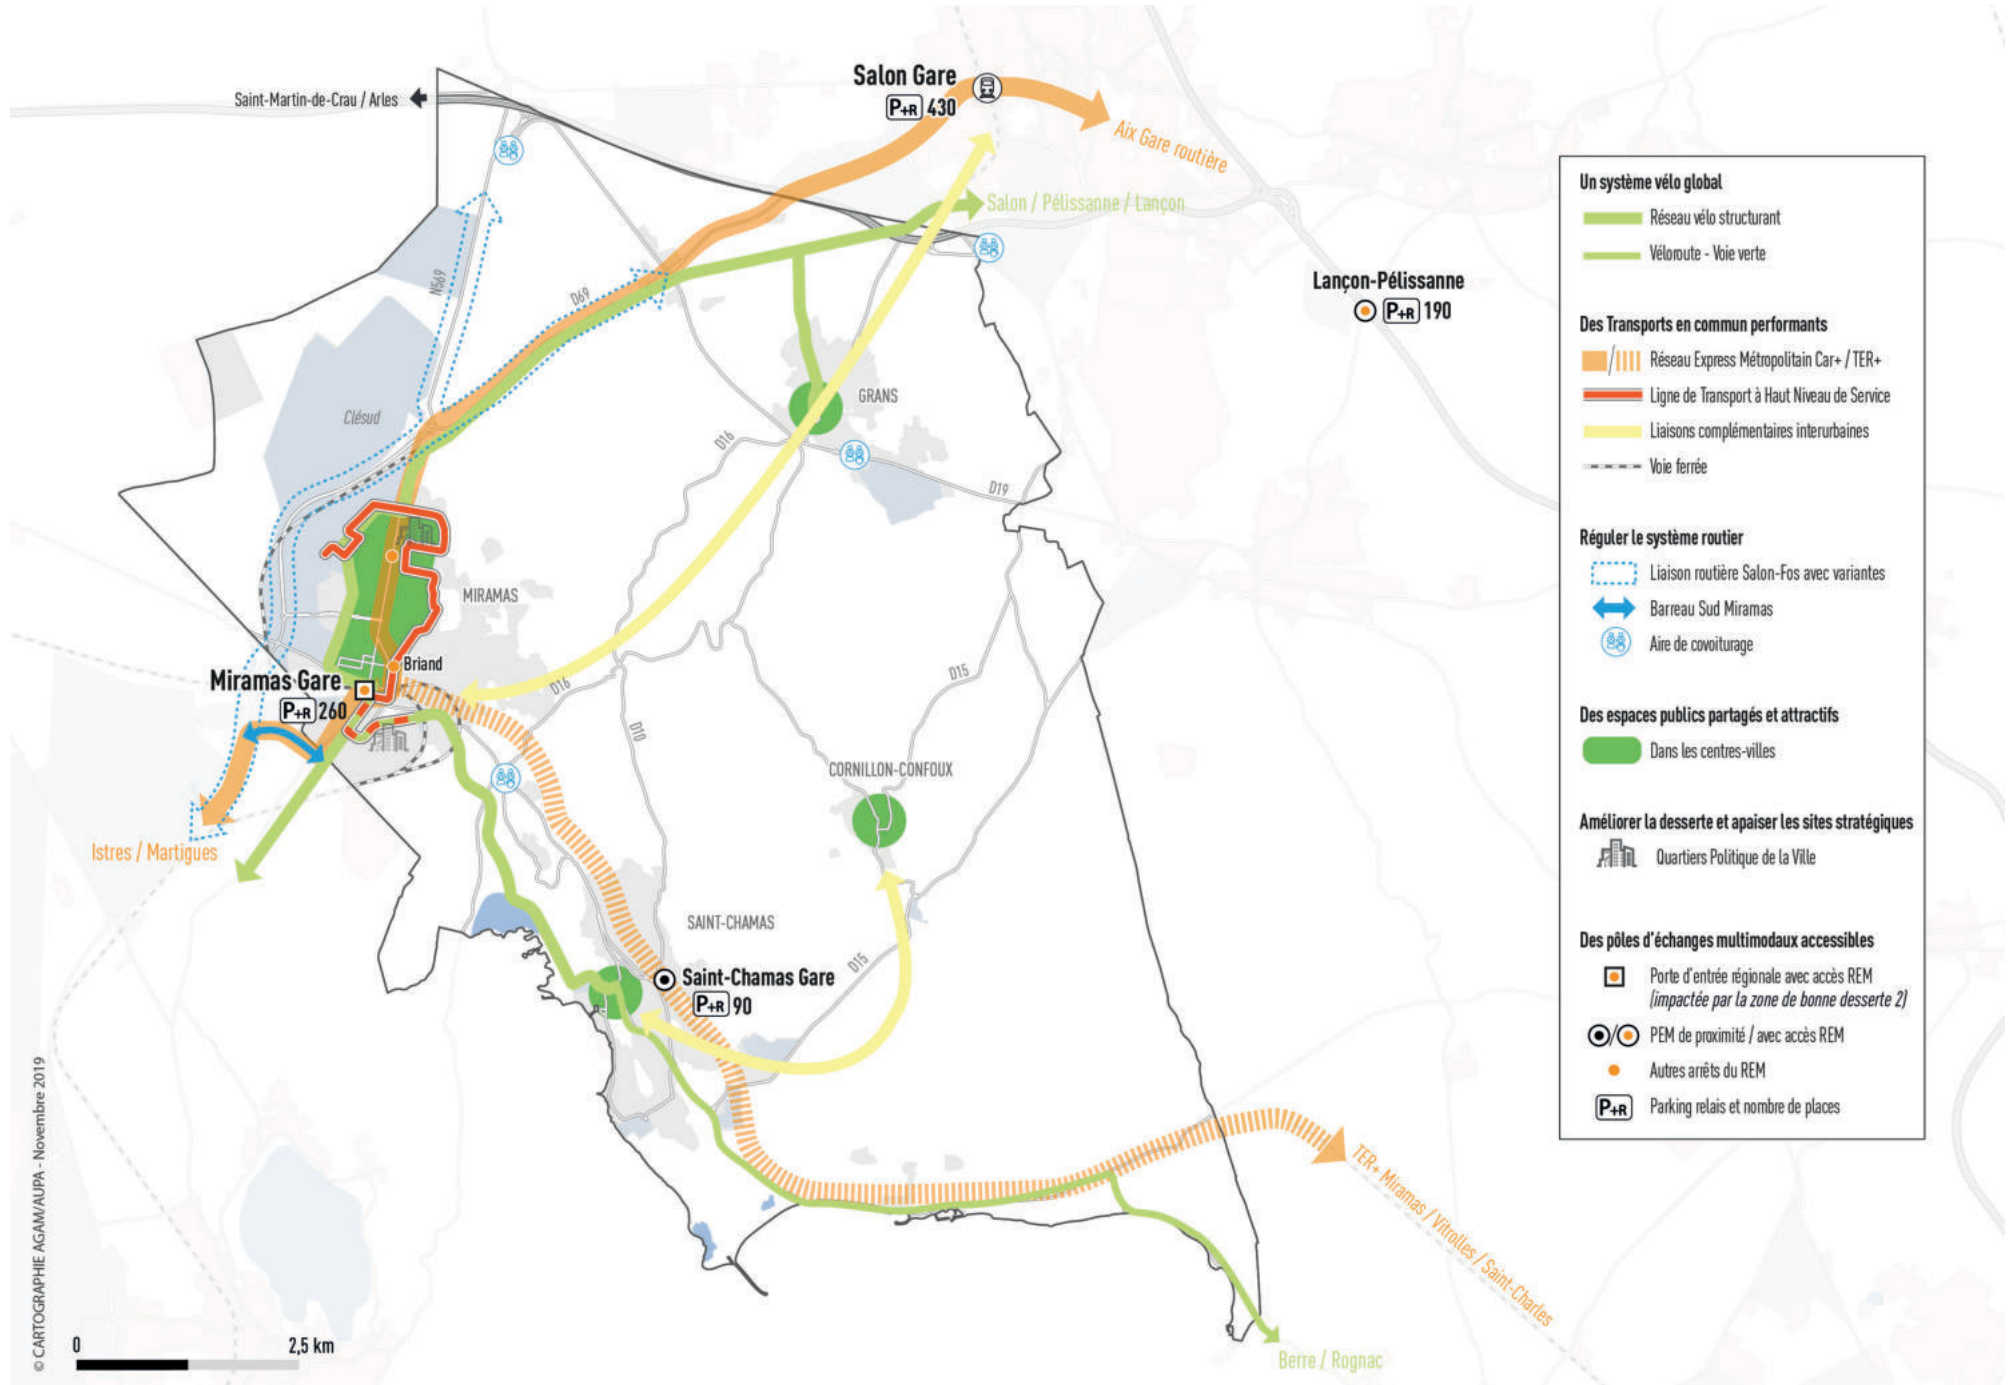 Salon Gare
P+R 430
Saint-Martin-de-Crau / Arles
Aix Gare routière
Salon / Pélissanne / Lançon
N569
D69
Lançon-Pélissanne
P+R 190
Clésud
GRANS
D16
D19
MIRAMAS
Briand
Miramas Gare
P+R 260
D16
D15
D10
CORNILLON-CONFOUX
Istres / Martigues
SAINT-CHAMAS
D15
Saint-Chamas Gare
P+R 90
TER+ Miramas / Vitrolles / Saint-Charles
Berre / Rognac
0
2,5 km
© CARTOGRAPHIE AGAM/AUPA - Novembre 2019
Un système vélo global
Réseau vélo structurant
Véloroute - Voie verte
Des Transports en commun performants
Réseau Express Métropolitain Car+ / TER+
Ligne de Transport à Haut Niveau de Service
Liaisons complémentaires interurbaines
Voie ferrée
Réguler le système routier
Liaison routière Salon-Fos avec variantes
Barreau Sud Miramas
Aire de covoiturage
Des espaces publics partagés et attractifs
Dans les centres-villes
Améliorer la desserte et apaiser les sites stratégiques
Quartiers Politique de la Ville
Des pôles d'échanges multimodaux accessibles
Porte d'entrée régionale avec accès REM
(impactée par la zone de bonne desserte 2)
PEM de proximité / avec accès REM
Autres arrêts du REM
P+R Parking relais et nombre de places